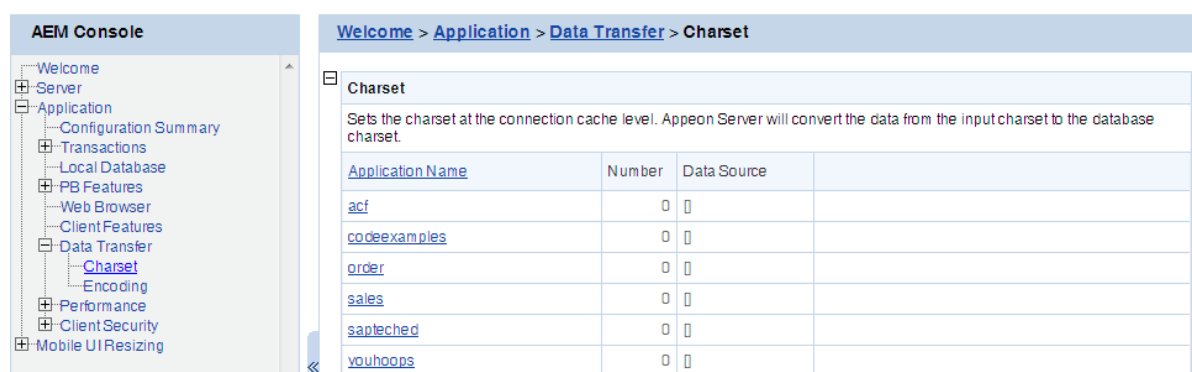 AEM Console
Welcome
Server
Application
Configuration Summary
Transactions
Local Database
PB Features
Web Browser
Client Features
Data Transfer
Charset
Encoding
Performance
Client Security
Mobile UI Resizing
«
Welcome > Application > Data Transfer > Charset
Charset
Sets the charset at the connection cache level. Appeon Server will convert the data from the input charset to the database
charset.
Application Name Number Data Source
acf 0 []
codeexamples 0 []
order 0 []
sales 0 []
sapteched 0 []
youhoops 0 []